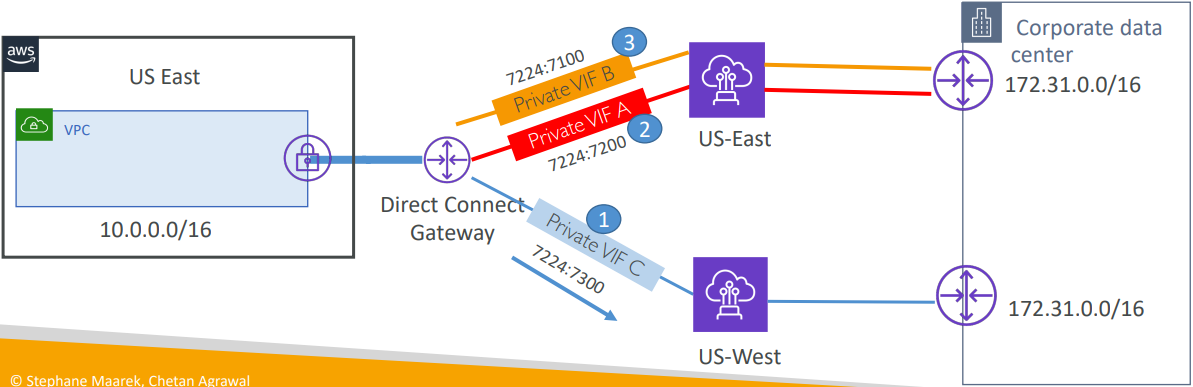 aws
US East
VPC
10.0.0.0/16
Direct Connect
Gateway
7224:7100
Private VIF B
3
Private VIF A
2
7224:7200
1
Private VIF C
7224:7300
US-East
US-West
Corporate data
center
172.31.0.0/16
172.31.0.0/16
© Stephane Maarek, Chetan Agrawal